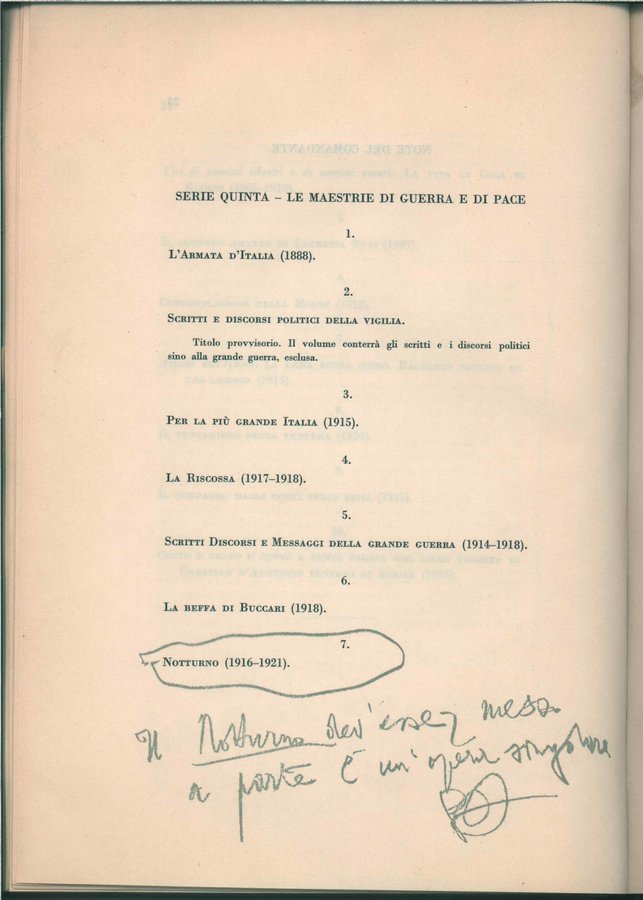 SERIE QUINTA – LE MAESTRIE DI GUERRA E DI PACE
1.
L'Armata d'Italia (1888).
2.
Scritti e discorsi politici della vigilia.
Titolo provvisorio. Il volume conterrà gli scritti e i discorsi politici
sino alla grande guerra, esclusa.
3.
Per la più grande Italia (1915).
4.
La Riscossa (1917–1918).
5.
Scritti Discorsi e Messaggi della grande guerra (1914–1918).
6.
La beffa di Buccari (1918).
7.
Notturno (1916–1921).
Il Notturno dev'esser messo
a parte È un'opera singolare